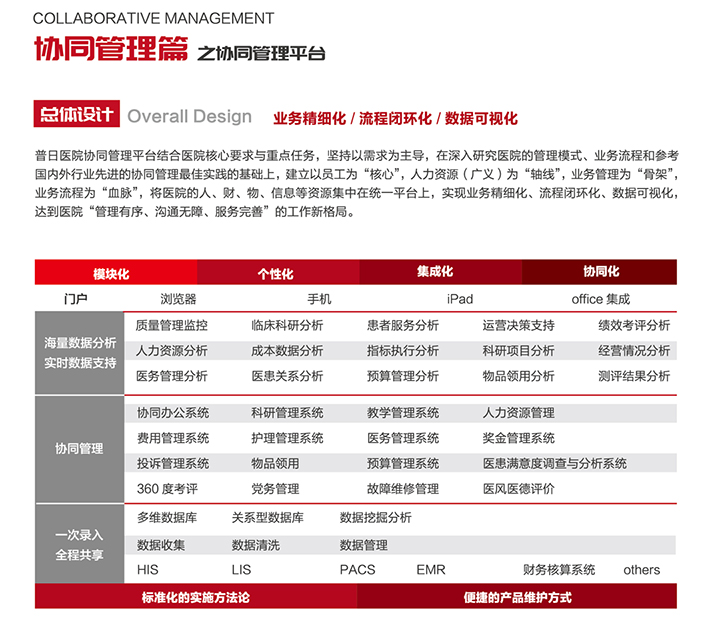 COLLABORATIVE MANAGEMENT
协同管理篇 之协同管理平台
总体设计 Overall Design 业务精细化 / 流程闭环化 / 数据可视化
普日医院协同管理平台结合医院核心要求与重点任务，坚持以需求为主导，在深入研究医院的管理模式、业务流程和参考
国内外行业先进的协同管理最佳实践的基础上，建立以员工为“核心”，人力资源（广义）为“轴线”，业务管理为“骨架”，
业务流程为“血脉”，将医院的人、财、物、信息等资源集中在统一平台上，实现业务精细化、流程闭环化、数据可视化，
达到医院“管理有序、沟通无障、服务完善”的工作新格局。
模块化 个性化 集成化 协同化
门户 浏览器 手机 iPad office 集成
海量数据分析
实时数据支持
质量管理监控 临床科研分析 患者服务分析 运营决策支持 绩效考评分析
人力资源分析 成本数据分析 指标执行分析 科研项目分析 经营情况分析
医务管理分析 医患关系分析 预算管理分析 物品领用分析 测评结果分析
协同管理
协同办公系统 科研管理系统 教学管理系统 人力资源管理
费用管理系统 护理管理系统 医务管理系统 奖金管理系统
投诉管理系统 物品领用 预算管理系统 医患满意度调查与分析系统
360 度考评 党务管理 故障维修管理 医风医德评价
一次录入
全程共享
多维数据库 关系型数据库 数据挖掘分析
数据收集 数据清洗 数据管理
HIS LIS PACS EMR 财务核算系统 others
标准化的实施方法论 便捷的产品维护方式